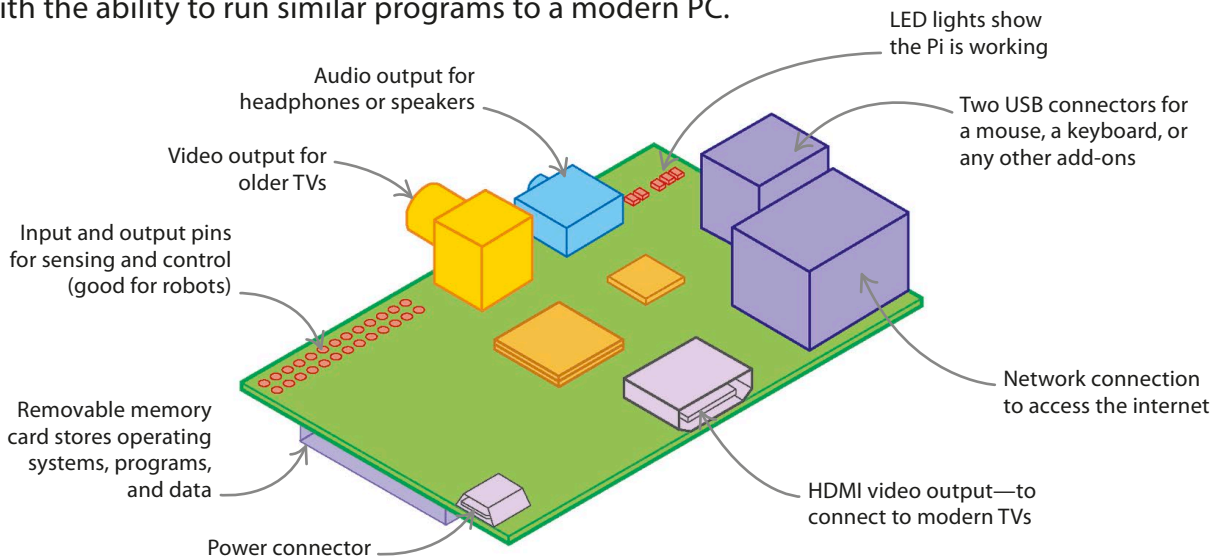 with the ability to run similar programs to a modern PC.
LED lights show
the Pi is working
Audio output for
headphones or speakers
Two USB connectors for
a mouse, a keyboard, or
any other add-ons
Video output for
older TVs
Input and output pins
for sensing and control
(good for robots)
Removable memory
card stores operating
systems, programs,
and data
Network connection
to access the internet
HDMI video output—to
connect to modern TVs
Power connector